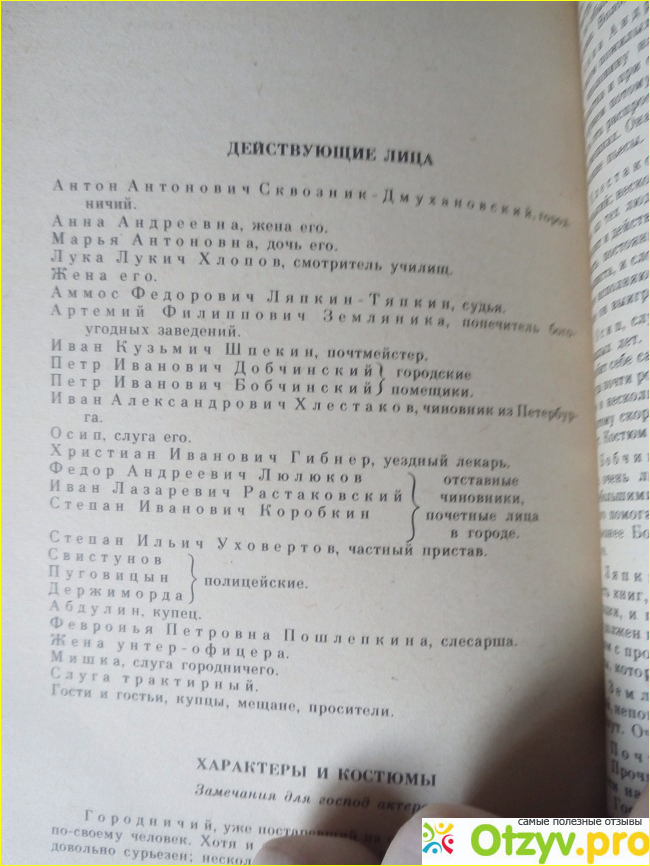 ДЕЙСТВУЮЩИЕ ЛИЦА
Антон Антонович Сквозник-Дмухановский, город-
ничий.
Анна Андреевна, жена его.
Марья Антоновна, дочь его.
Лука Лукич Хлопов, смотритель училищ.
Жена его.
Аммос Федорович Ляпкин-Тяпкин, судья.
Артемий Филиппович Земляника, попечитель бого-
угодных заведений.
Иван Кузьмич Шпекин, почтмейстер.
Петр Иванович Добчинский } городские
Петр Иванович Бобчинский } помещики.
Иван Александрович Хлестаков, чиновник из Петербур-
га.
Осип, слуга его.
Христиан Иванович Гибнер, уездный лекарь.
Федор Андреевич Люлюков
Иван Лазаревич Растаковский
Степан Иванович Коробкин
} отставные
чиновники,
почетные лица
в городе.
Степан Ильич Уховертов, частный пристав.
Свистунов
Пуговицын
Держиморда
} полицейские.
Абдулин, купец.
Февронья Петровна Пошлепкина, слесарша.
Жена унтер-офицера.
Мишка, слуга городничего.
Слуга трактирный.
Гости и гостьи, купцы, мещане, просители.
ХАРАКТЕРЫ И КОСТЮМЫ
Замечания для господ актеро
Городничий, уже постаревший на
по-своему человек. Хотя и
довольно сурьезен; нескол
самые полезные отзывы
Otzyv.pro